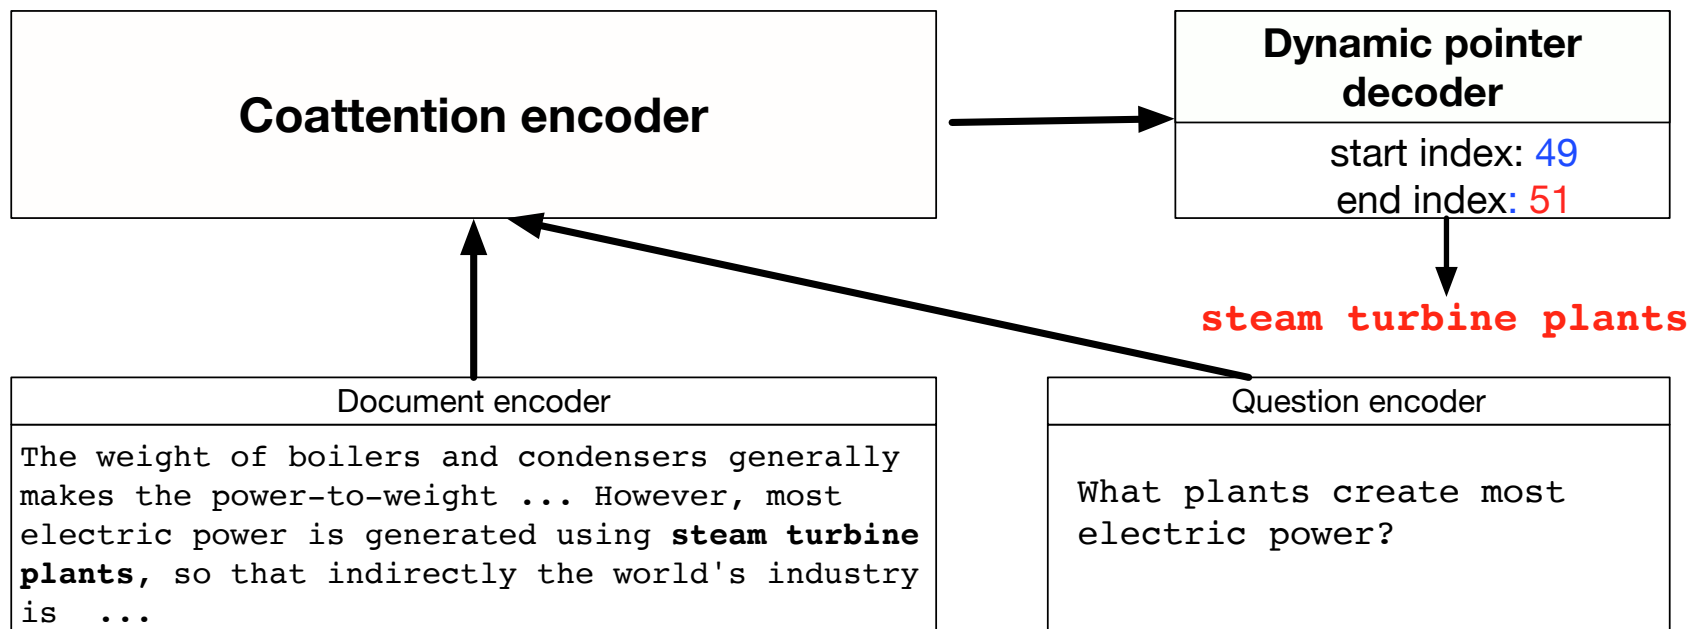 Coattention encoder
Dynamic pointer
decoder
start index: 49
end index: 51
steam turbine plants
Document encoder
The weight of boilers and condensers generally
makes the power-to-weight ... However, most
electric power is generated using steam turbine
plants, so that indirectly the world's industry
is ...
Question encoder
What plants create most
electric power?